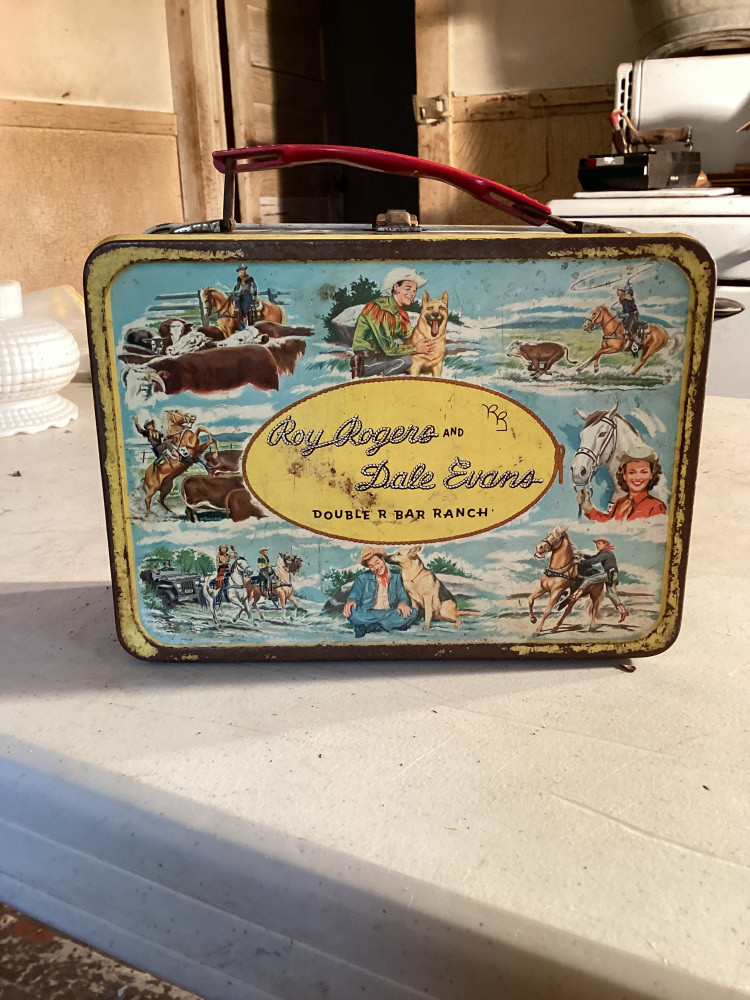 RR
Roy Rogers AND
Dale Evans
DOUBLE R BAR RANCH